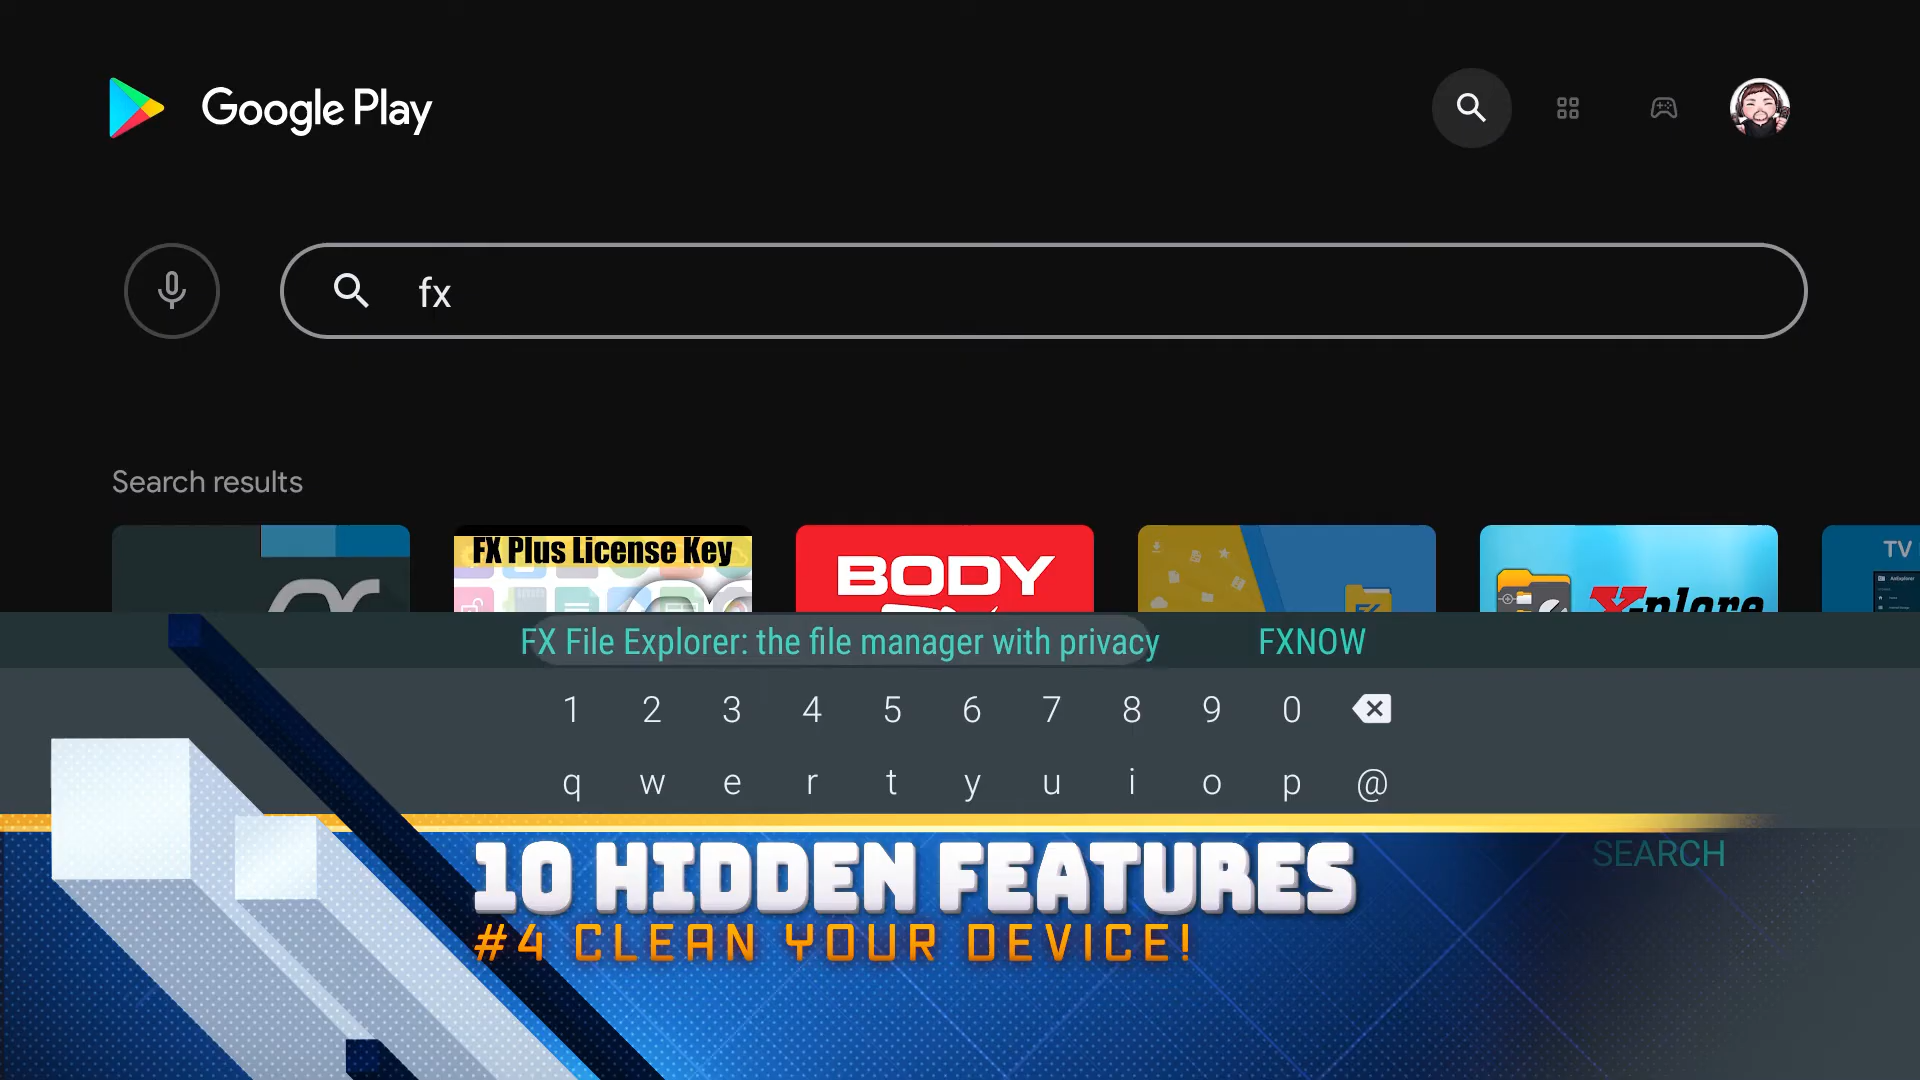 Google Play
fx
Search results
FX Plus License Key
BODY
X-plore
TV
FX File Explorer: the file manager with privacy
FXNOW
1 2 3 4 5 6 7 8 9 0
q w e r t y u i o p @
10 HIDDEN FEATURES
SEARCH
#4 CLEAN YOUR DEVICE!